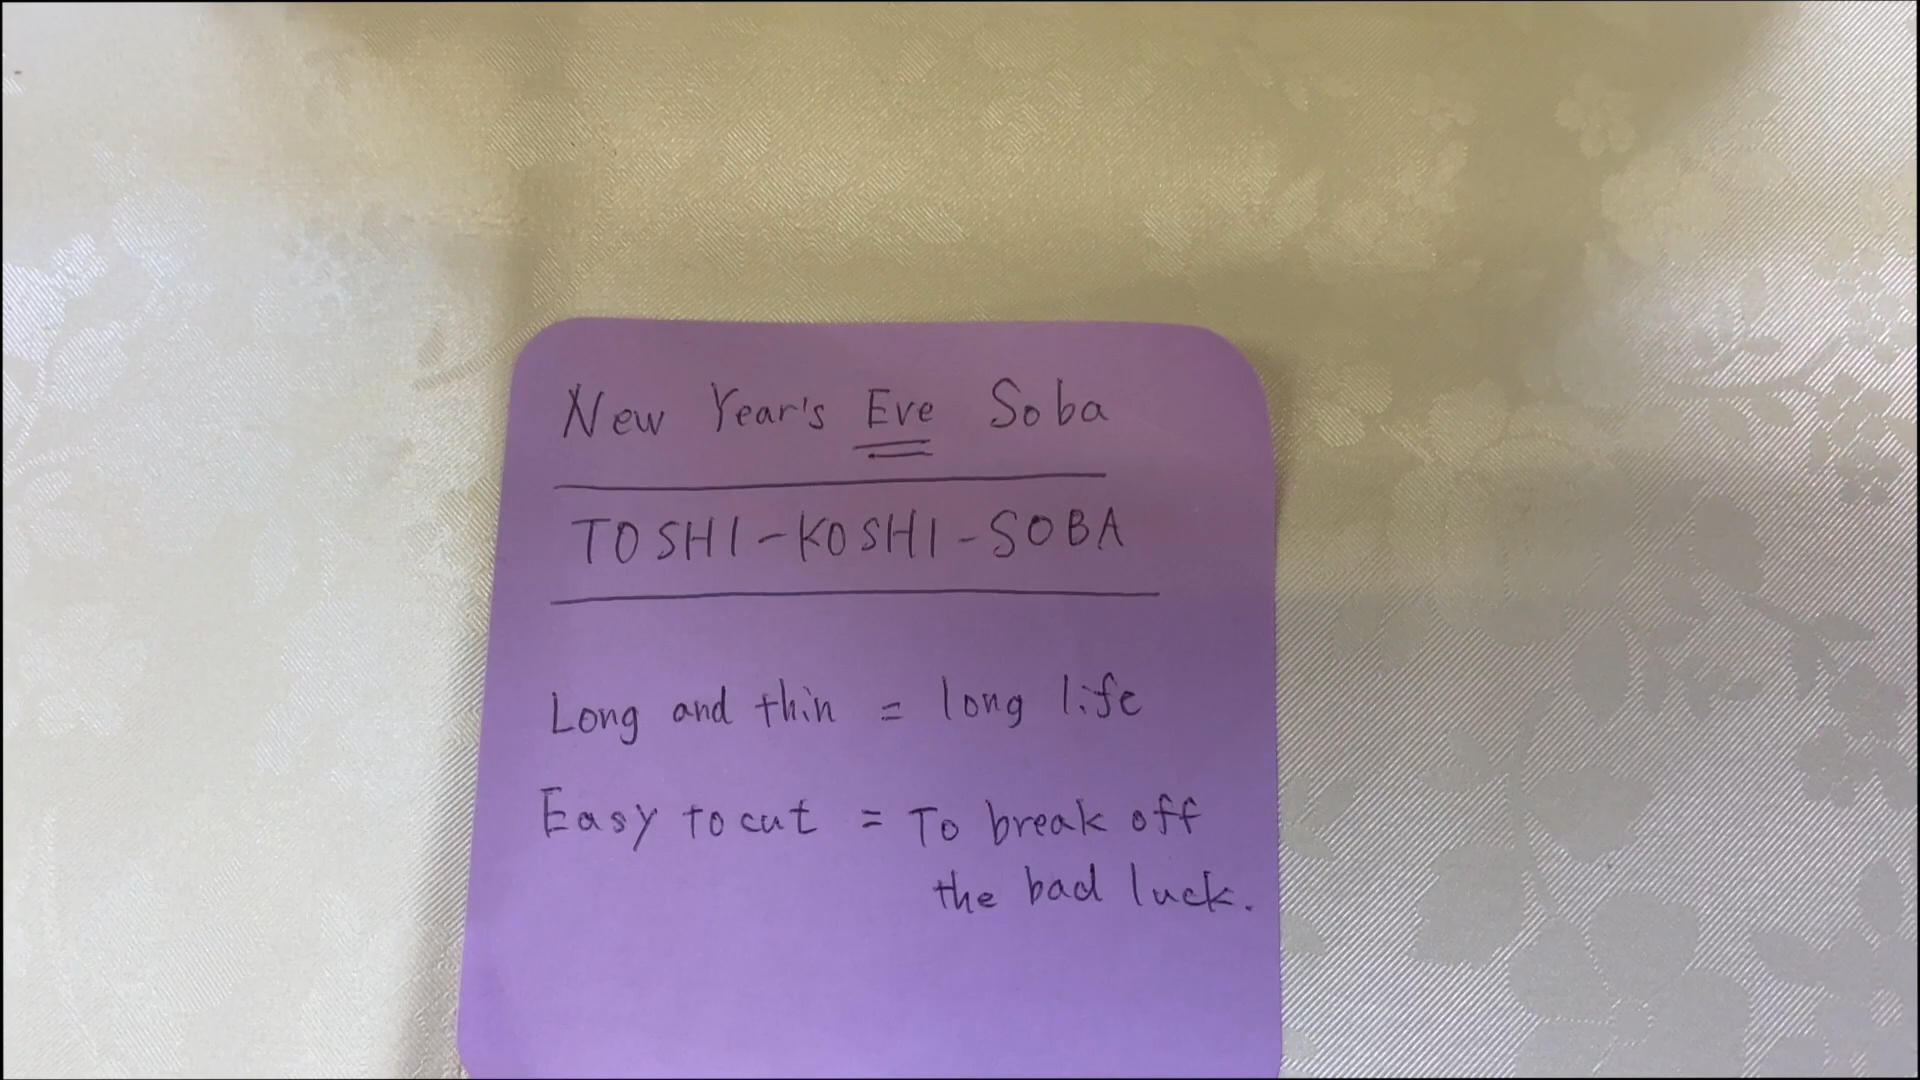 New Year's Eve Soba
TOSHI-KOSHI-SOBA
Long and thin = long life
Easy to cut = To break off
the bad luck.